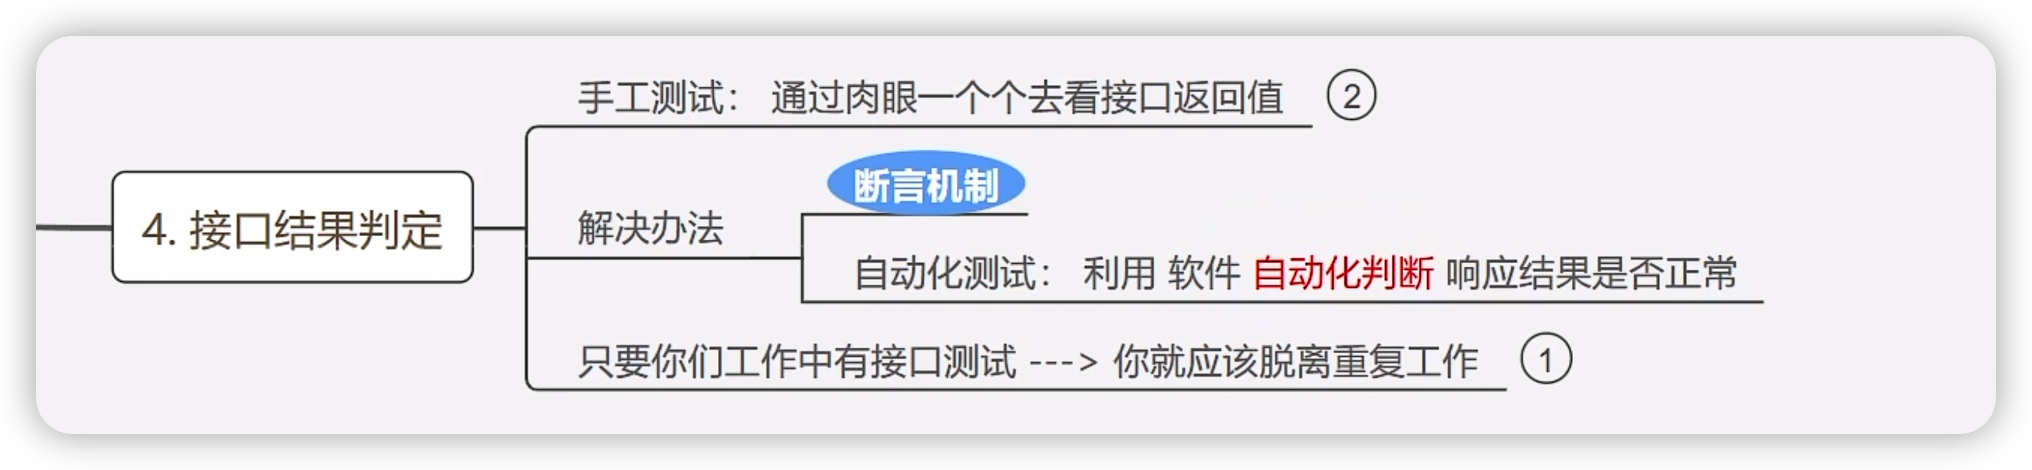 手工测试： 通过肉眼一个个去看接口返回值 ②
断言机制
4. 接口结果判定
解决办法
自动化测试： 利用 软件 自动化判断 响应结果是否正常
只要你们工作中有接口测试 ---> 你就应该脱离重复工作 ①